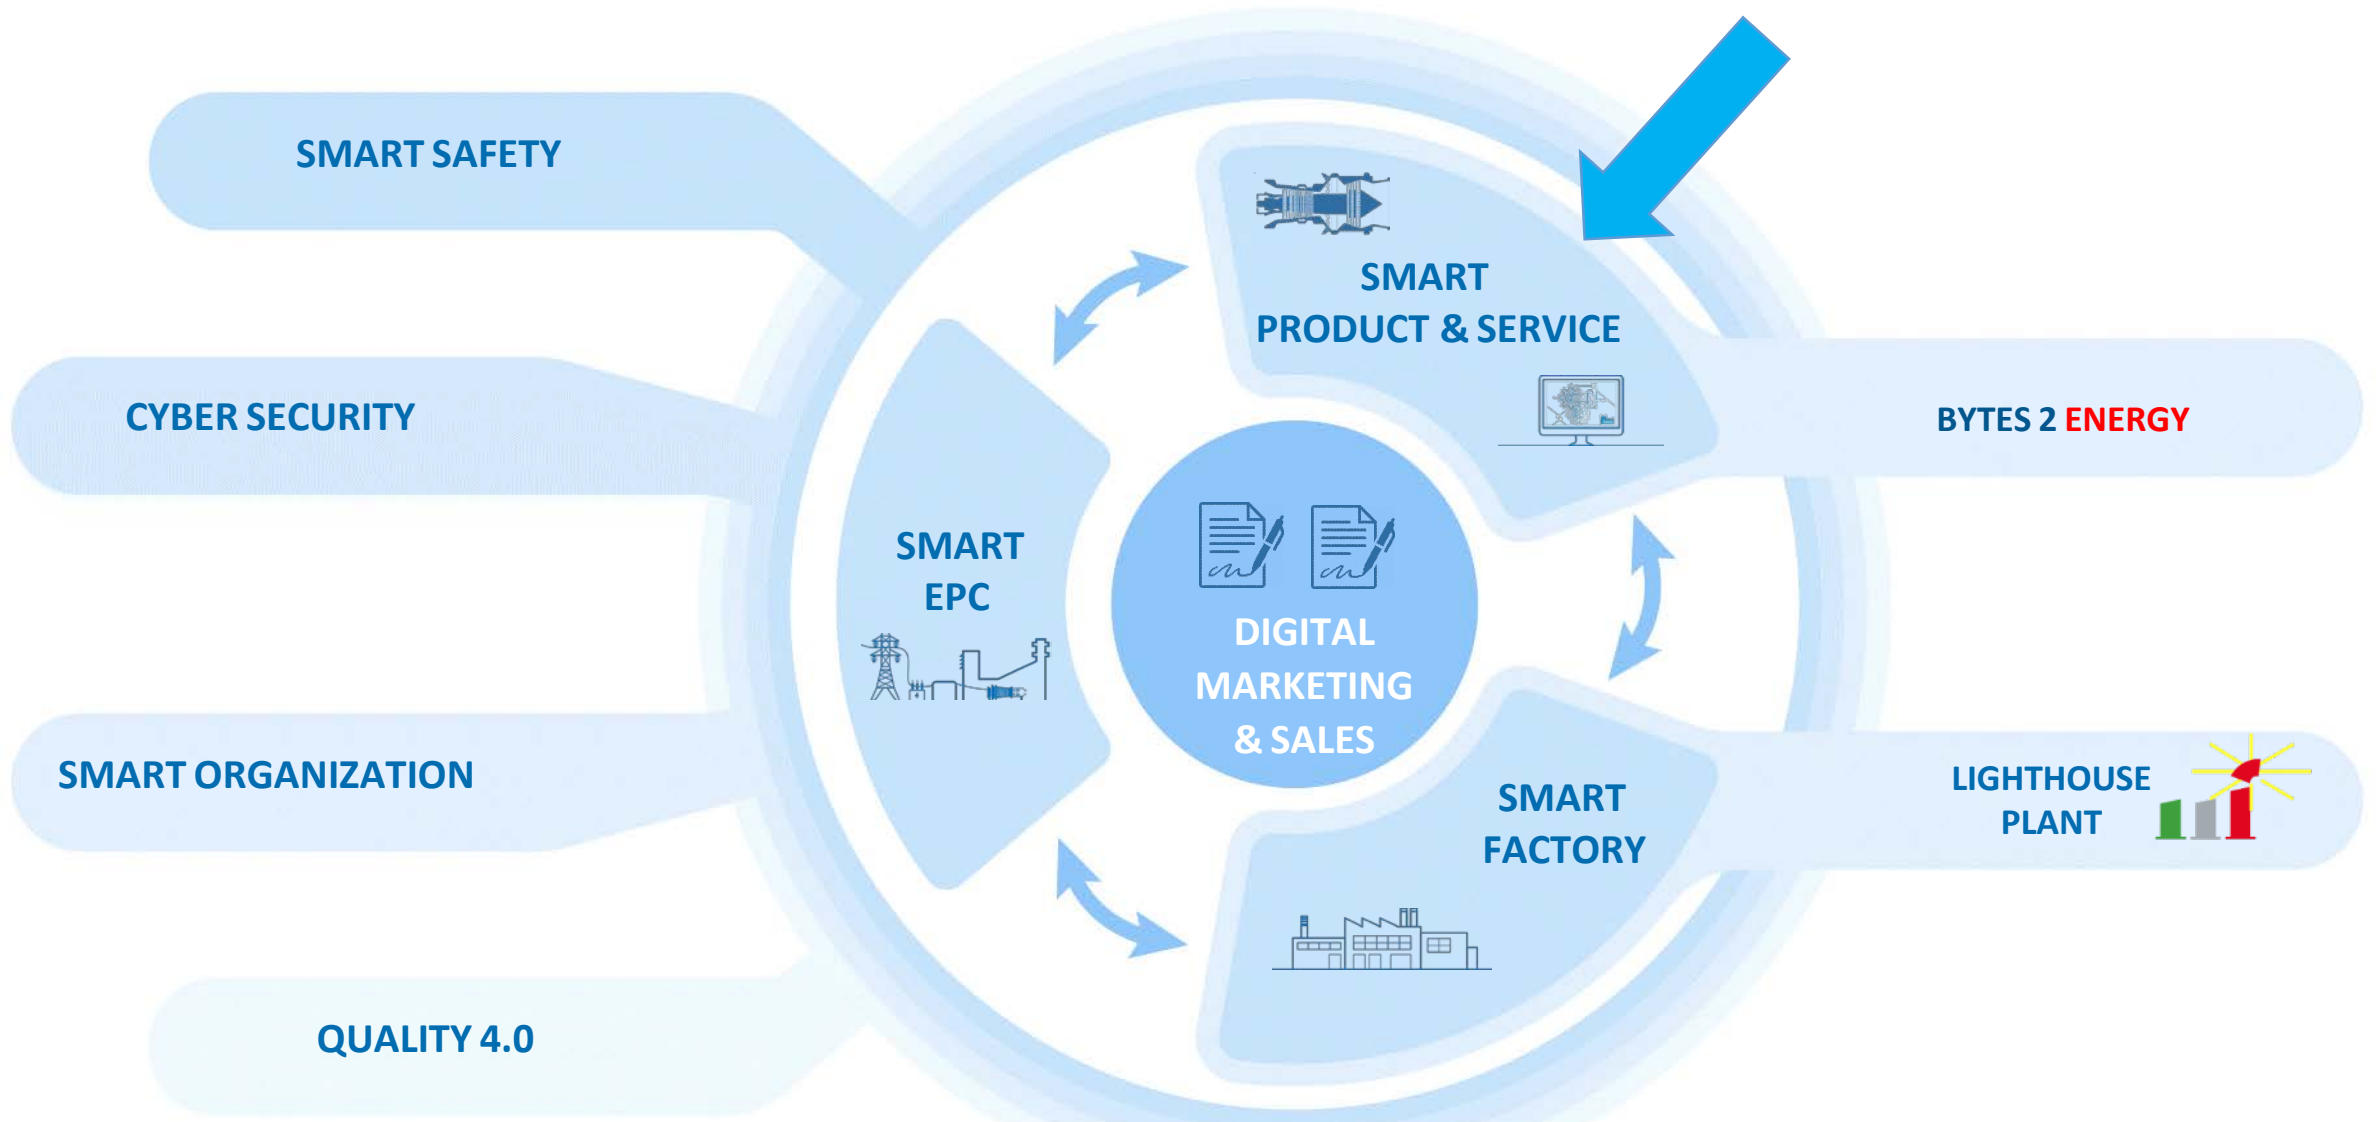 SMART SAFETY
CYBER SECURITY
SMART ORGANIZATION
QUALITY 4.0
SMART
PRODUCT & SERVICE
SMART
EPC
DIGITAL
MARKETING
& SALES
SMART
FACTORY
BYTES 2 ENERGY
LIGHTHOUSE
PLANT